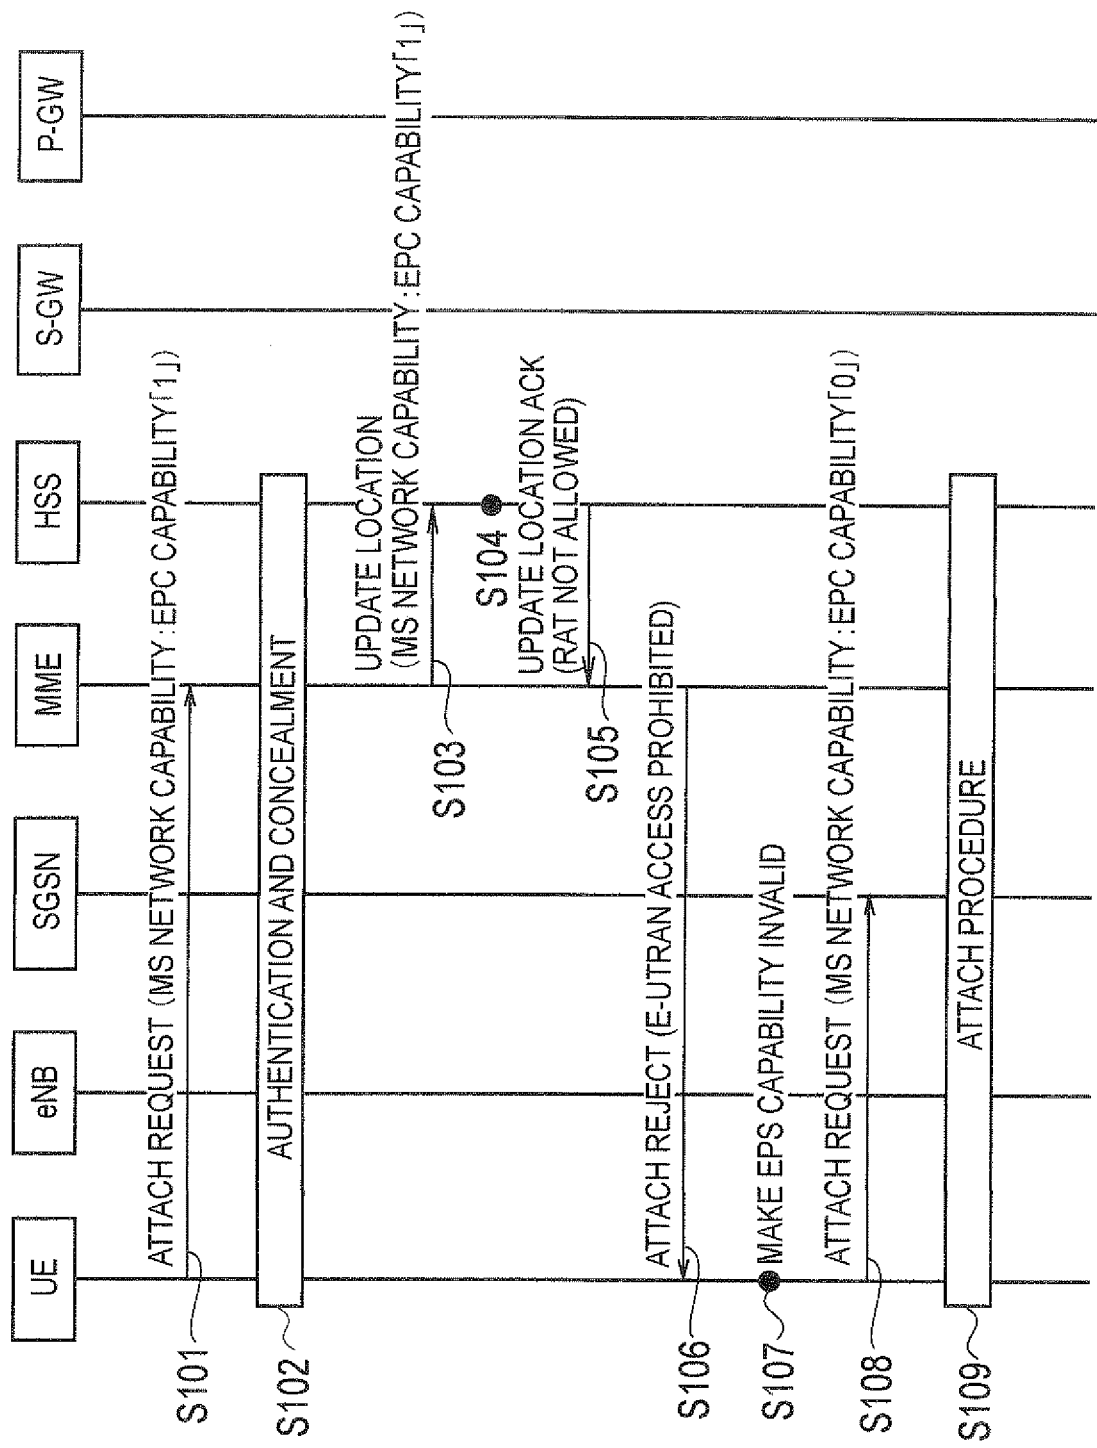 UE
eNB
SGSN
MME
HSS
S-GW
P-GW
ATTACH REQUEST (MS NETWORK CAPABILITY:EPC CAPABILITY「1」)
S101
AUTHENTICATION AND CONCEALMENT
S102
UPDATE LOCATION
(MS NETWORK CAPABILITY:EPC CAPABILITY「1」)
S103
S104
UPDATE LOCATION ACK
(RAT NOT ALLOWED)
S105
ATTACH REJECT (E-UTRAN ACCESS PROHIBITED)
S106
MAKE EPS CAPABILITY INVALID
S107
ATTACH REQUEST (MS NETWORK CAPABILITY:EPC CAPABILITY「0」)
S108
ATTACH PROCEDURE
S109